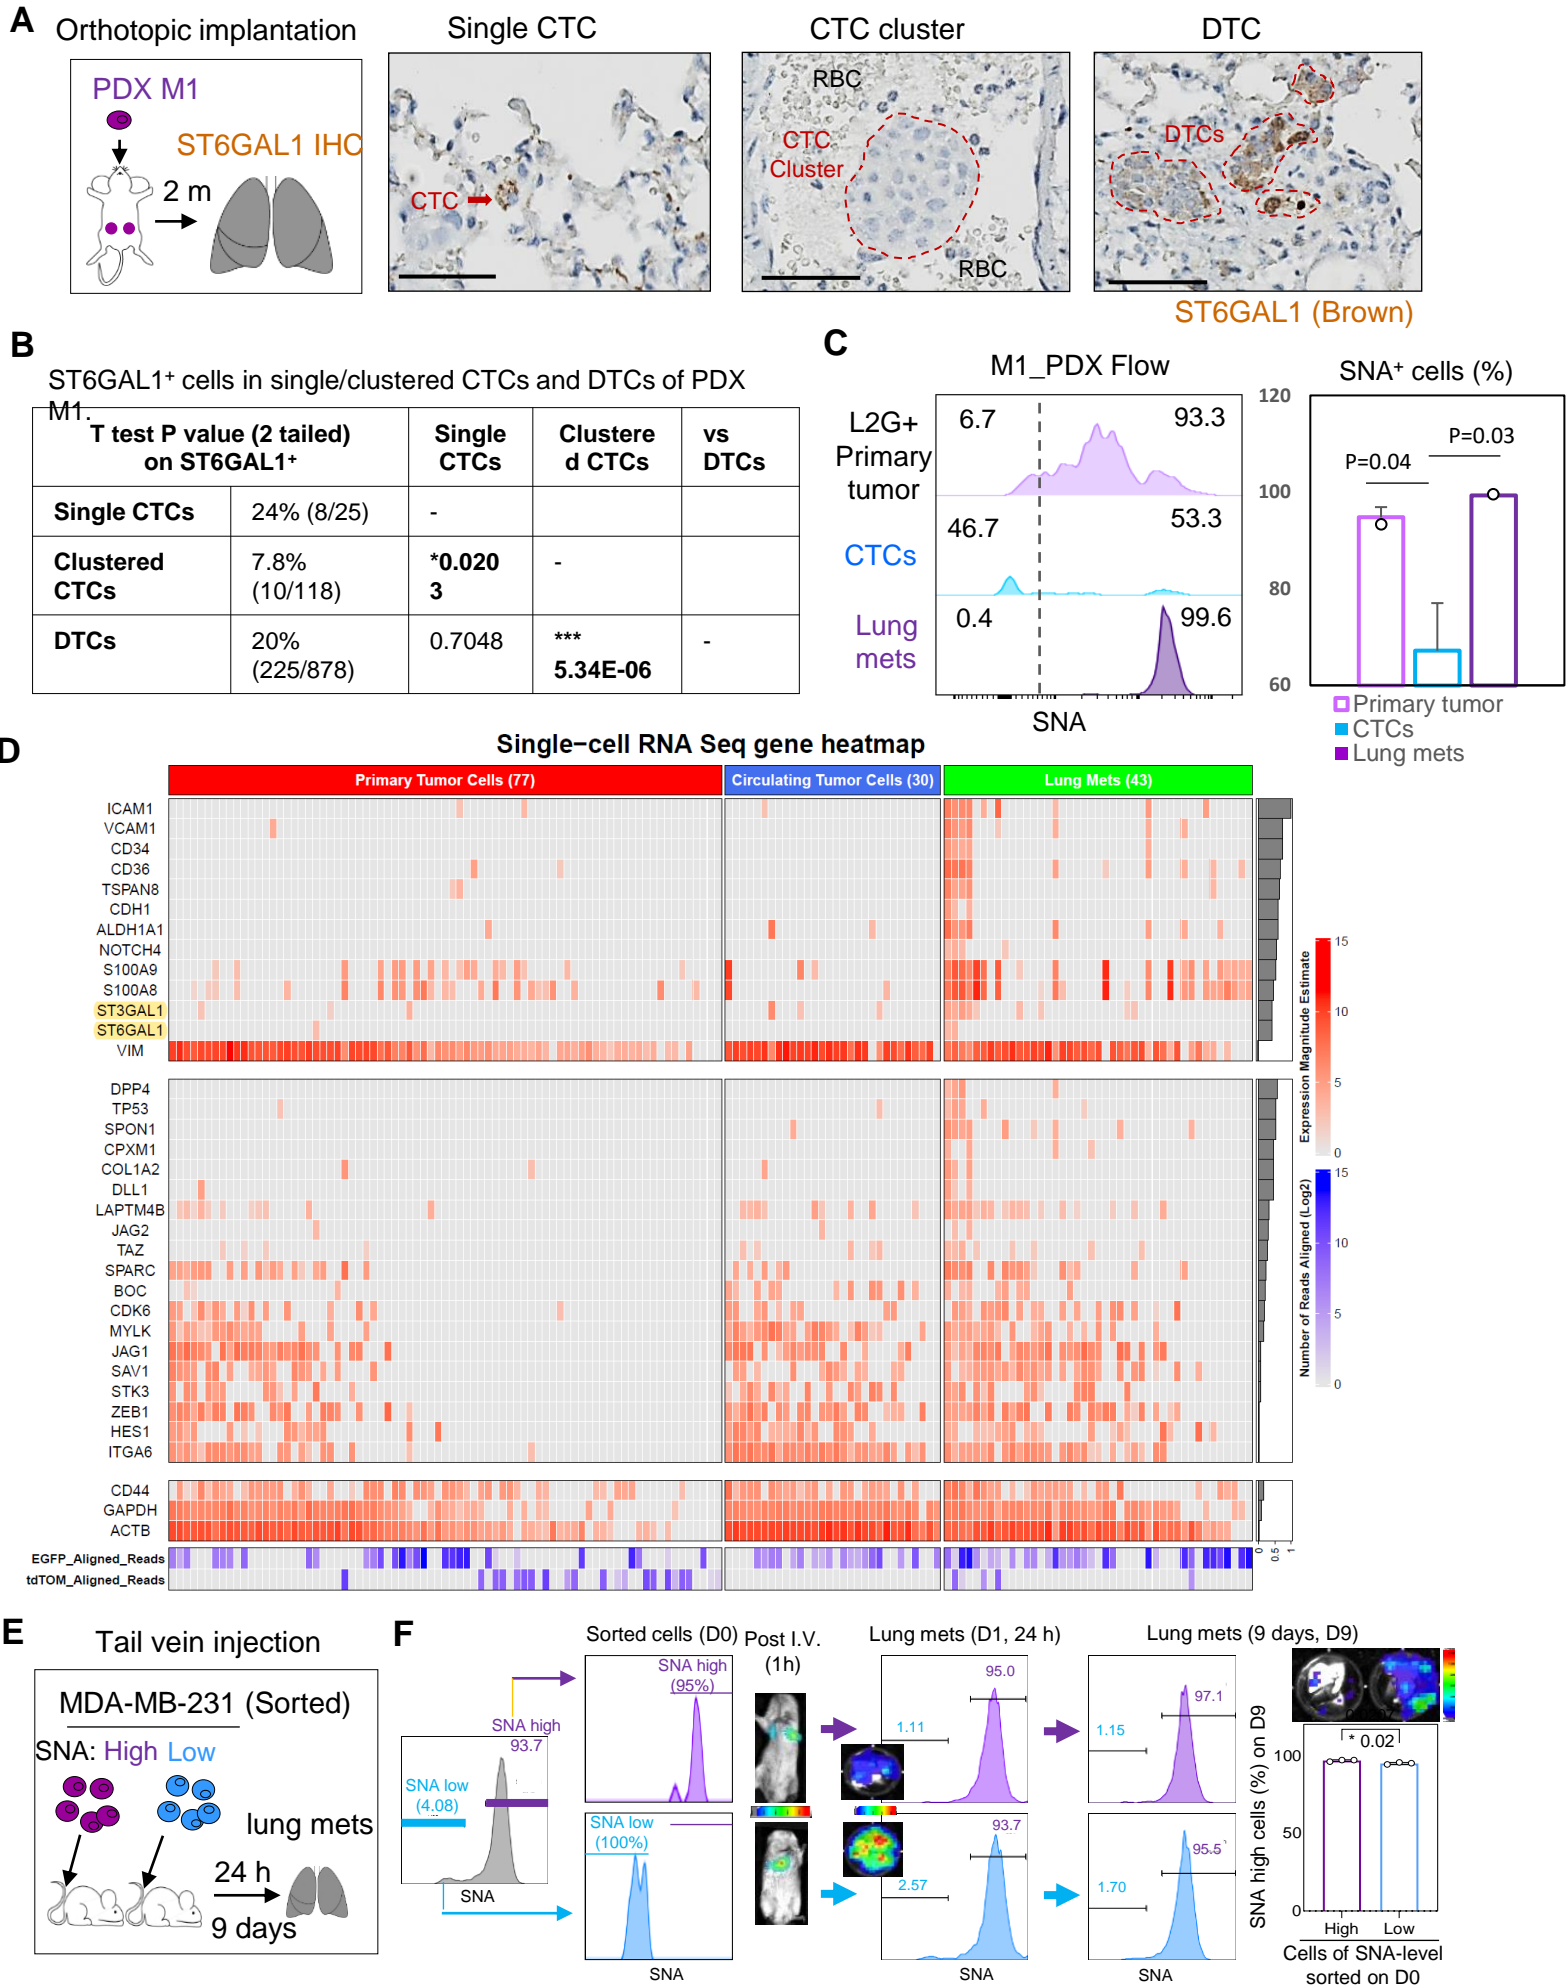 A
Orthotopic implantation
Single CTC
CTC cluster
DTC
PDX M1
ST6GAL1 IHC
2 m
CTC
RBC
CTC
Cluster
RBC
DTCs
ST6GAL1 (Brown)
B
ST6GAL1+ cells in single/clustered CTCs and DTCs of PDX
M1.
T test P value (2 tailed)
on ST6GAL1+
Single
CTCs
Clustere
d CTCs
vs
DTCs
Single CTCs
24% (8/25)
-
Clustered
CTCs
7.8%
(10/118)
*0.020
3
-
DTCs
20%
(225/878)
0.7048
***
5.34E-06
-
C
M1_PDX Flow
L2G+
Primary
tumor
6.7
93.3
CTCs
46.7
53.3
Lung
mets
0.4
99.6
SNA
SNA+ cells (%)
120
100
80
60
P=0.04
P=0.03
Primary tumor
CTCs
Lung mets
D
Single−cell RNA Seq gene heatmap
Primary Tumor Cells (77)
Circulating Tumor Cells (30)
Lung Mets (43)
ICAM1
VCAM1
CD34
CD36
TSPAN8
CDH1
ALDH1A1
NOTCH4
S100A9
S100A8
ST3GAL1
ST6GAL1
VIM
DPP4
TP53
SPON1
CPXM1
COL1A2
DLL1
LAPTM4B
JAG2
TAZ
SPARC
BOC
CDK6
MYLK
JAG1
SAV1
STK3
ZEB1
HES1
ITGA6
CD44
GAPDH
ACTB
EGFP_Aligned_Reads
tdTOM_Aligned_Reads
0
0.5
1
Expression Magnitude Estimate
15
10
5
0
Number of Reads Aligned (Log2)
15
10
5
0
E
Tail vein injection
MDA-MB-231 (Sorted)
SNA: High Low
lung mets
24 h
9 days
F
SNA high
93.7
SNA low
(4.08)
SNA
Sorted cells (D0)
SNA high
(95%)
SNA low
(100%)
SNA
Post I.V.
(1h)
Lung mets (D1, 24 h)
95.0
1.11
93.7
2.57
SNA
Lung mets (9 days, D9)
97.1
1.15
95.5
1.70
SNA
SNA high cells (%) on D9
100
50
0
* 0.02
High
Low
Cells of SNA-level
sorted on D0